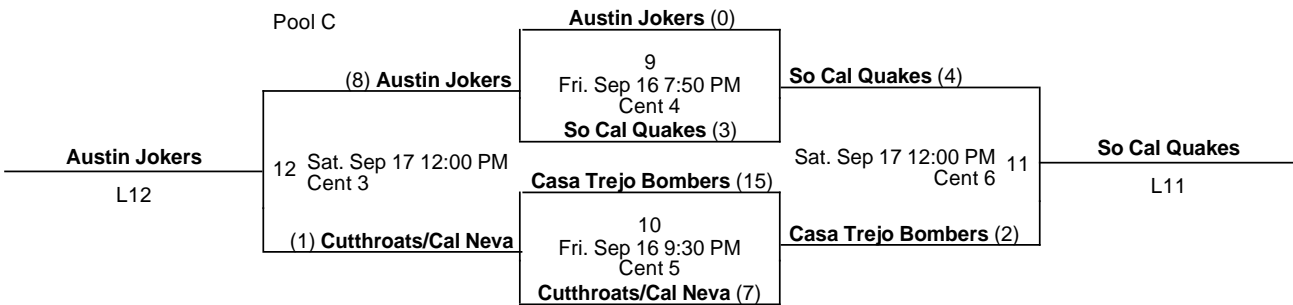 Pool C
Austin Jokers (0)
9
Fri. Sep 16 7:50 PM
Cent 4
So Cal Quakes (3)
(8) Austin Jokers
So Cal Quakes (4)
Austin Jokers
L12
12 Sat. Sep 17 12:00 PM
Cent 3
Sat. Sep 17 12:00 PM 11
Cent 6
So Cal Quakes
L11
Casa Trejo Bombers (15)
10
Fri. Sep 16 9:30 PM
Cent 5
Cutthroats/Cal Neva (7)
(1) Cutthroats/Cal Neva
Casa Trejo Bombers (2)